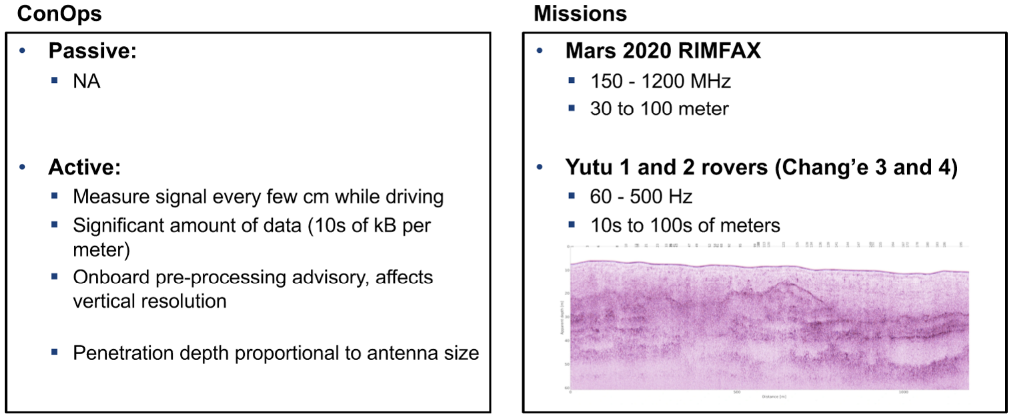 ConOps
• Passive:
▪ NA
• Active:
▪ Measure signal every few cm while driving
▪ Significant amount of data (10s of kB per
meter)
▪ Onboard pre-processing advisory, affects
vertical resolution
▪ Penetration depth proportional to antenna size
Missions
• Mars 2020 RIMFAX
▪ 150 - 1200 MHz
▪ 30 to 100 meter
• Yutu 1 and 2 rovers (Chang’e 3 and 4)
▪ 60 - 500 Hz
▪ 10s to 100s of meters